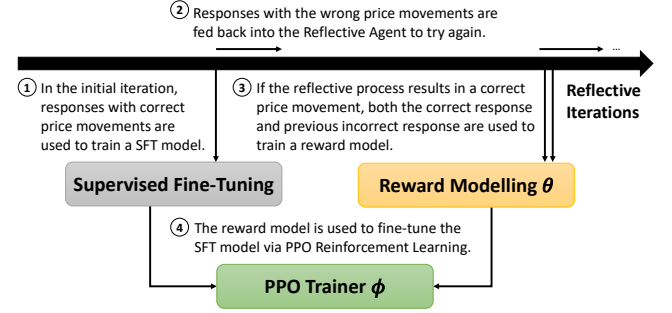 ② Responses with the wrong price movements are
fed back into the Reflective Agent to try again.
...
① In the initial iteration,
responses with correct
price movements are
used to train a SFT model.
③ If the reflective process results in a correct
price movement, both the correct response
and previous incorrect response are used to
train a reward model.
Reflective
Iterations
Supervised Fine-Tuning
Reward Modelling θ
④ The reward model is used to fine-tune the
SFT model via PPO Reinforcement Learning.
PPO Trainer ϕ